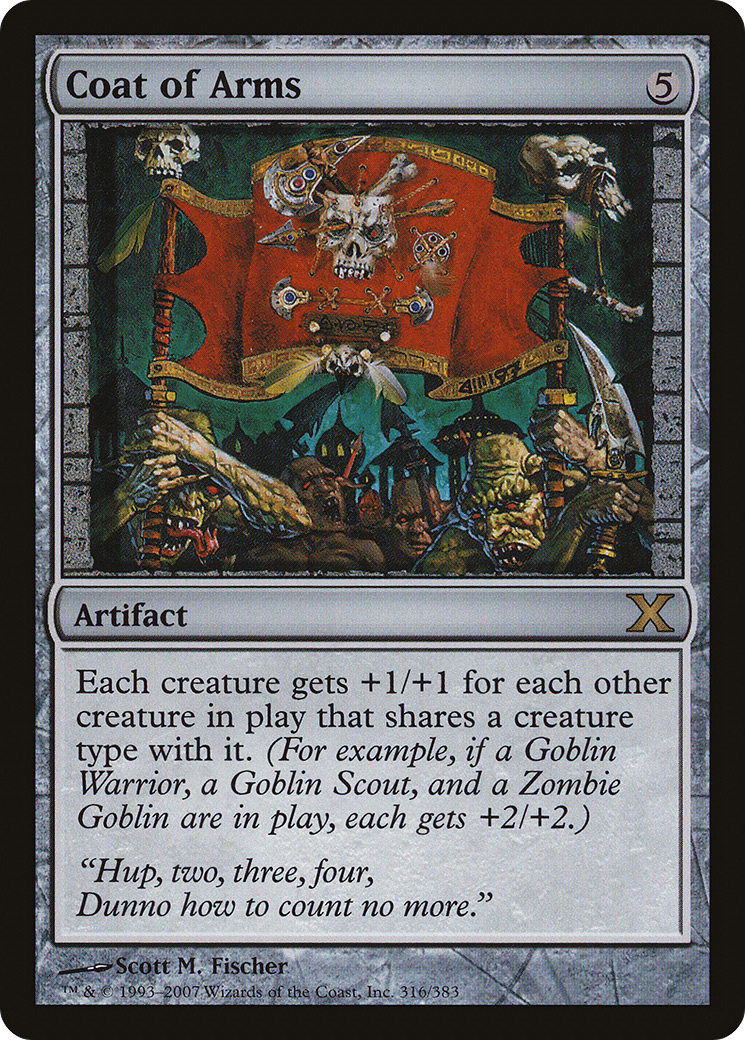 Coat of Arms
5
Artifact
X
Each creature gets +1/+1 for each other
creature in play that shares a creature
type with it. (For example, if a Goblin
Warrior, a Goblin Scout, and a Zombie
Goblin are in play, each gets +2/+2.)
“Hup, two, three, four,
Dunno how to count no more.”
Scott M. Fischer
™ & © 1993–2007 Wizards of the Coast, Inc. 316/383